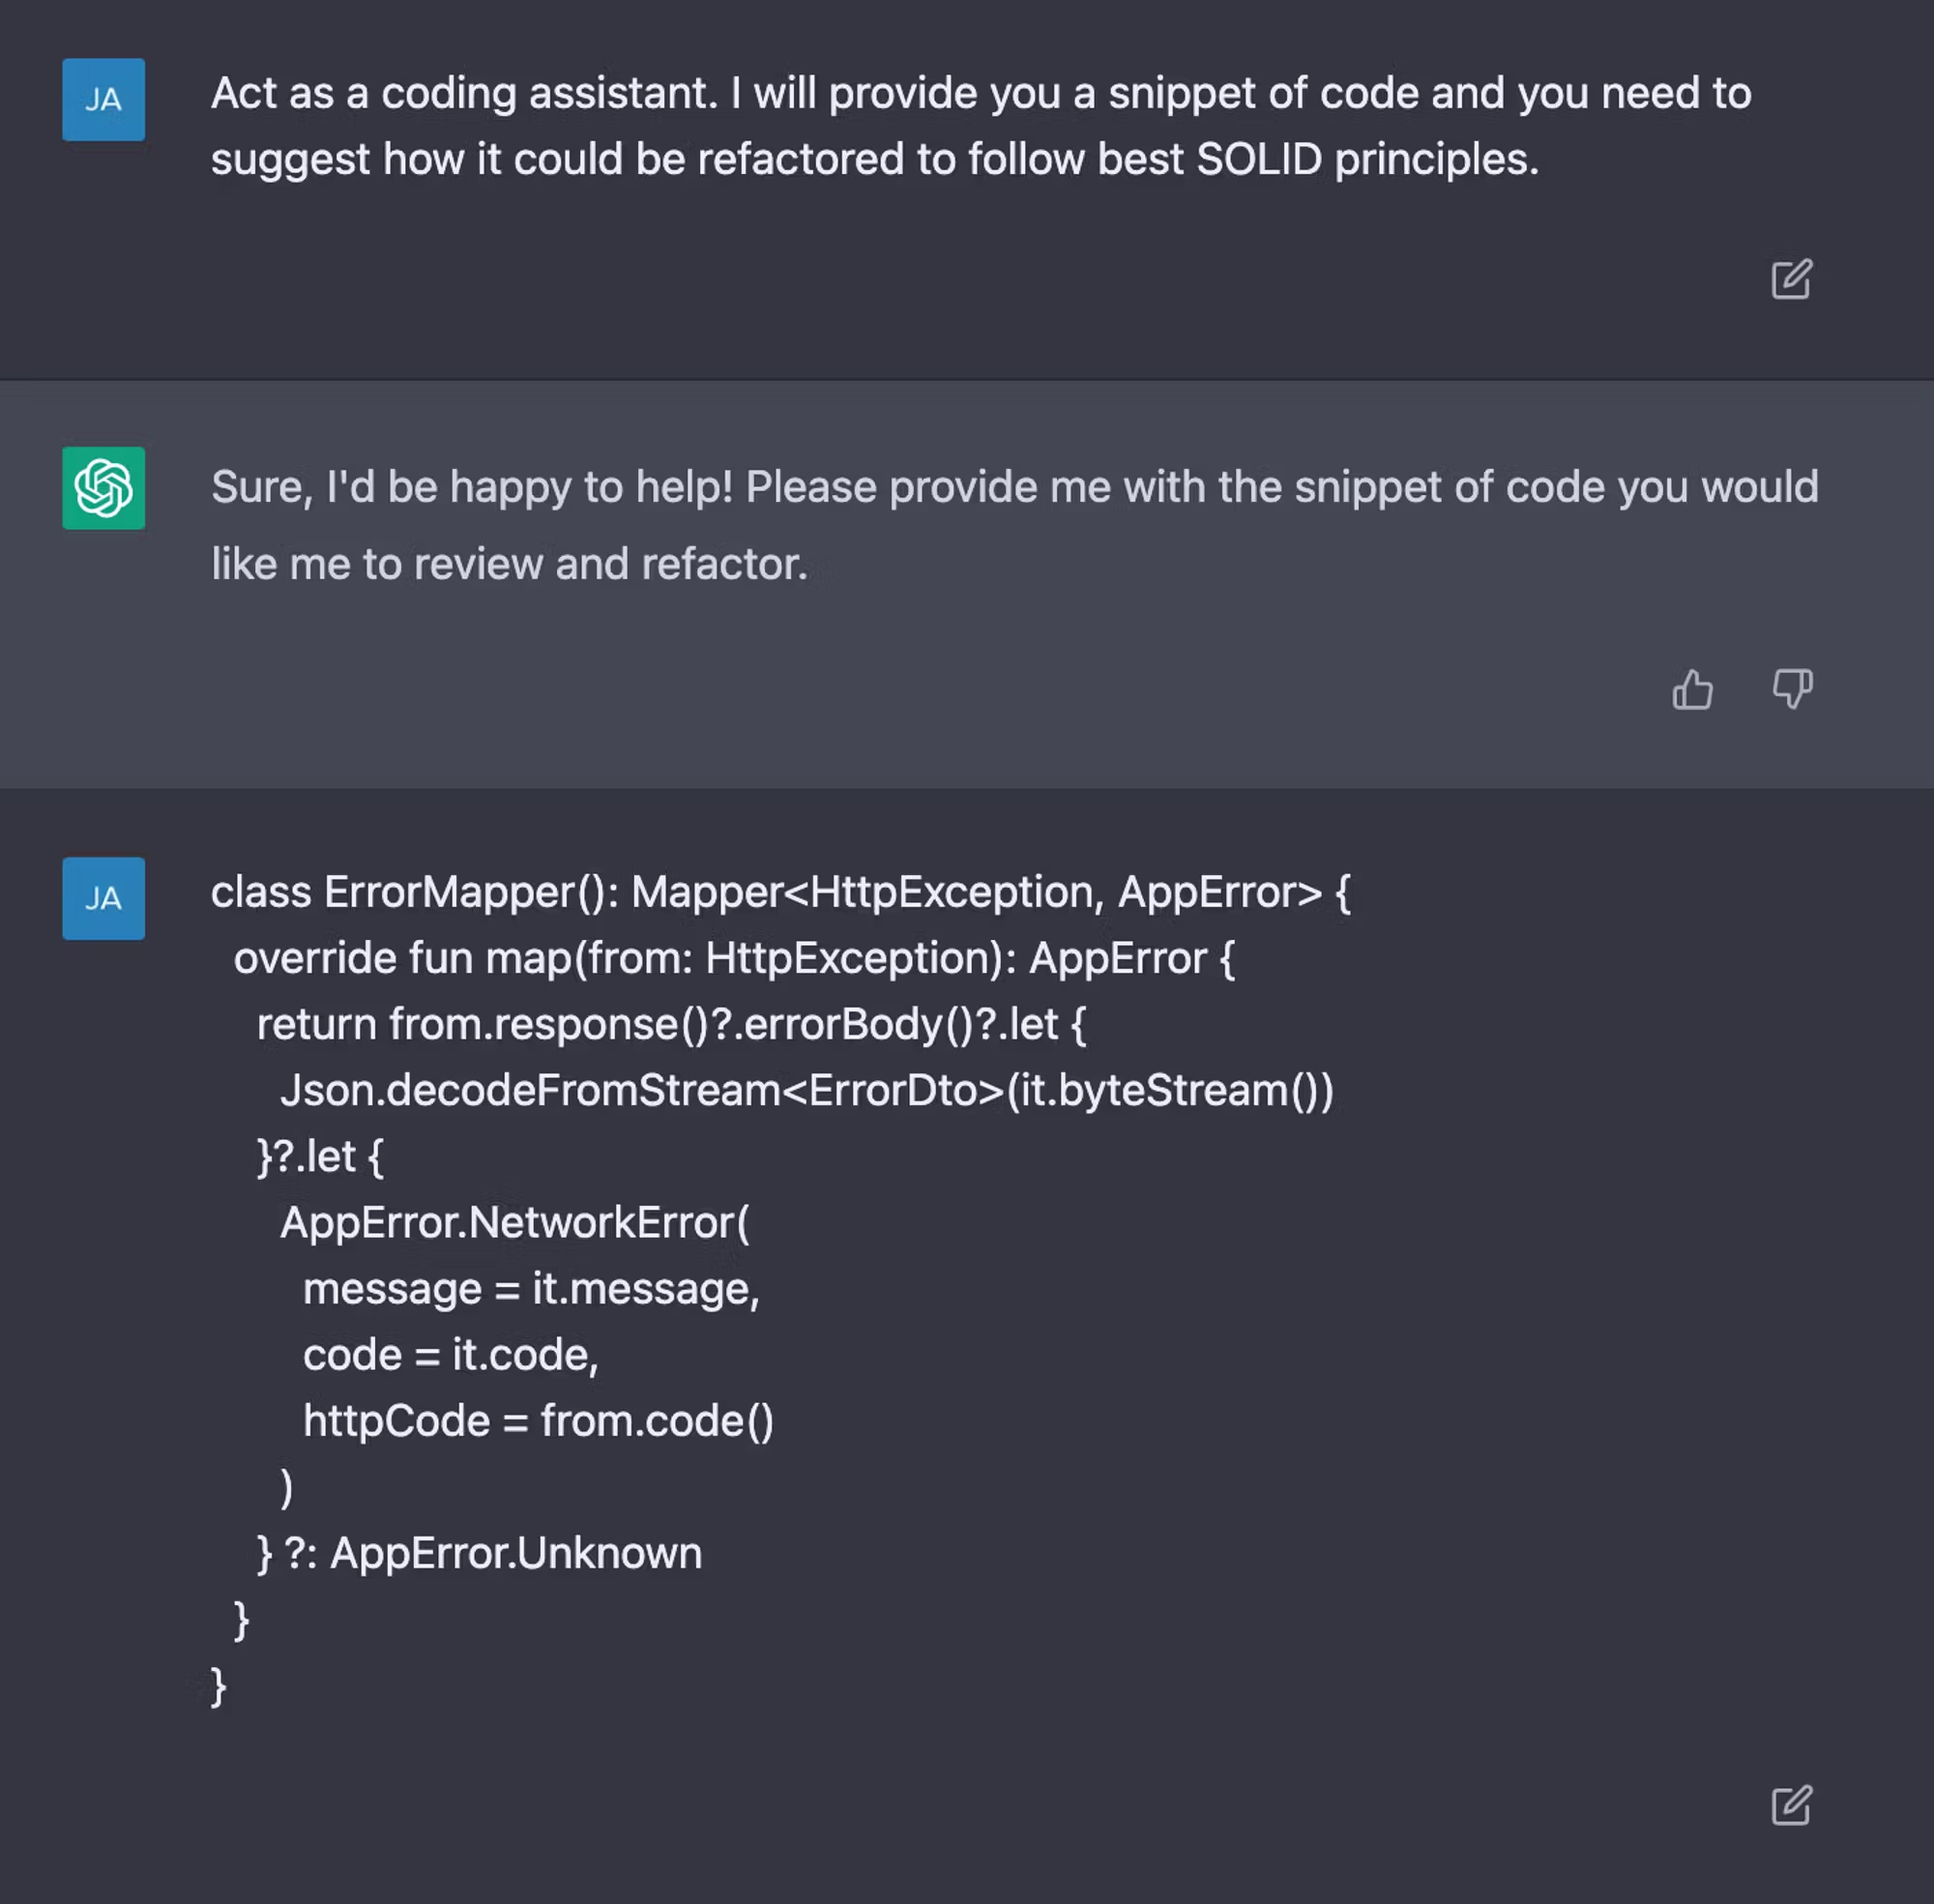 JA
Act as a coding assistant. I will provide you a snippet of code and you need to
suggest how it could be refactored to follow best SOLID principles.
Sure, I'd be happy to help! Please provide me with the snippet of code you would
like me to review and refactor.
JA
class ErrorMapper(): Mapper<HttpException, AppError> {
  override fun map(from: HttpException): AppError {
    return from.response()?.errorBody()?.let {
      Json.decodeFromStream<ErrorDto>(it.byteStream())
    }?.let {
      AppError.NetworkError(
        message = it.message,
        code = it.code,
        httpCode = from.code()
      )
    } ?: AppError.Unknown
  }
}